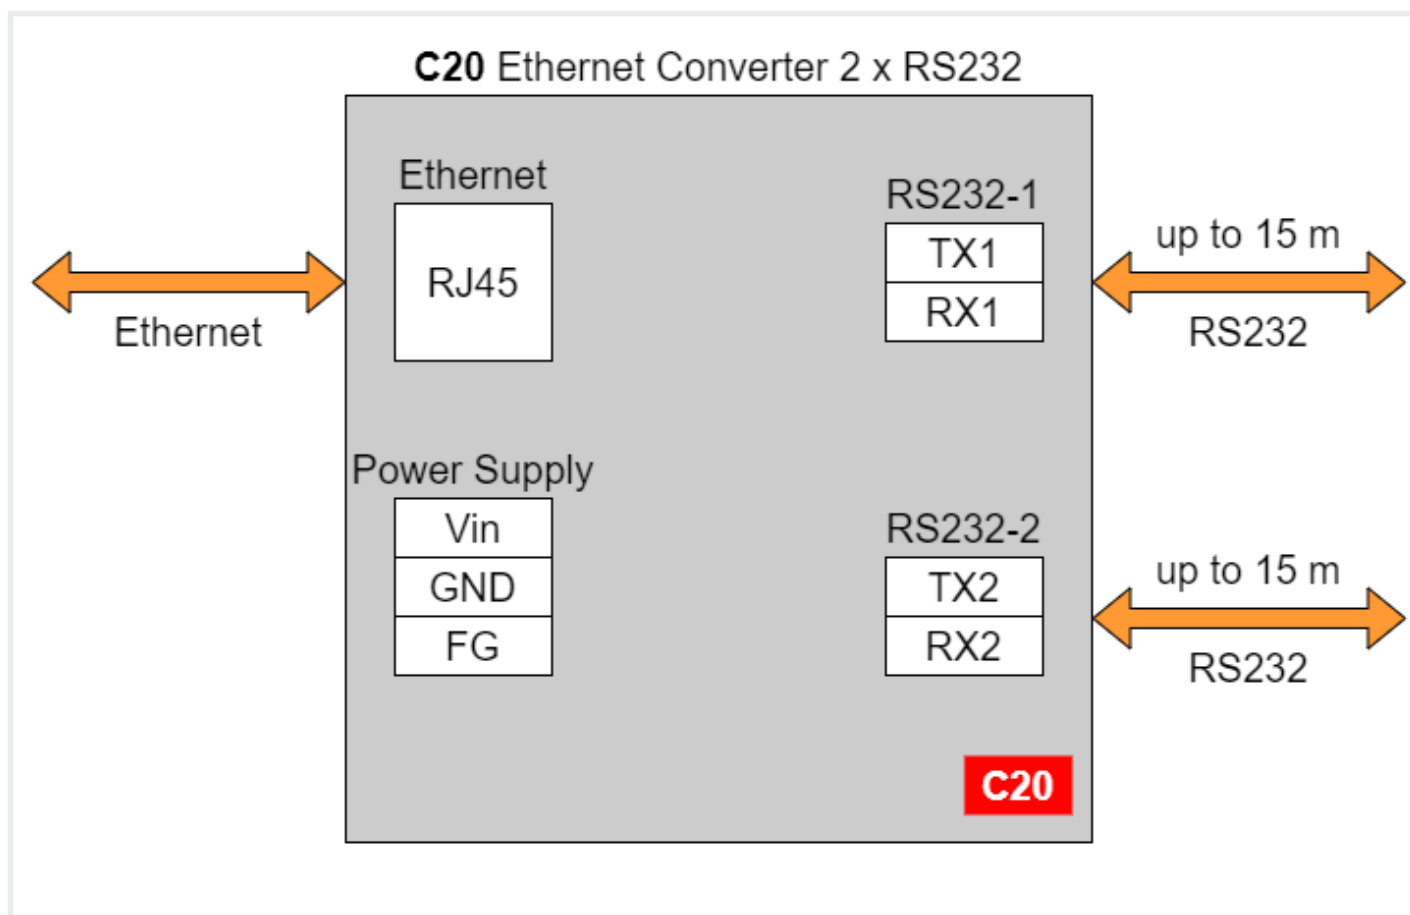 C20 Ethernet Converter 2 x RS232
Ethernet
RJ45
Ethernet
Power Supply
Vin
GND
FG
RS232-1
TX1
RX1
up to 15 m
RS232
RS232-2
TX2
RX2
up to 15 m
RS232
C20